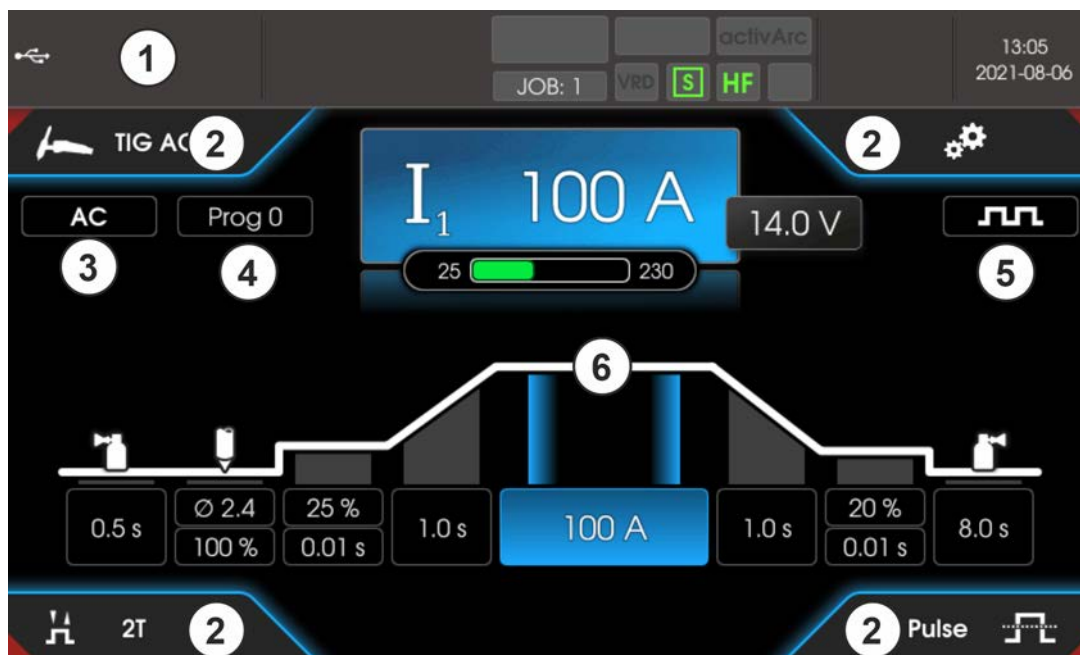 1
activArc
13:05
2021-08-06
JOB: 1 VRD S HF
TIG AC 2
2
I1 100 A
AC
Prog 0
14.0 V
3
4
25 230
5
6
0.5 s
Ø 2.4
100 %
25 %
0.01 s
1.0 s
100 A
1.0 s
20 %
0.01 s
8.0 s
2T 2
2 Pulse